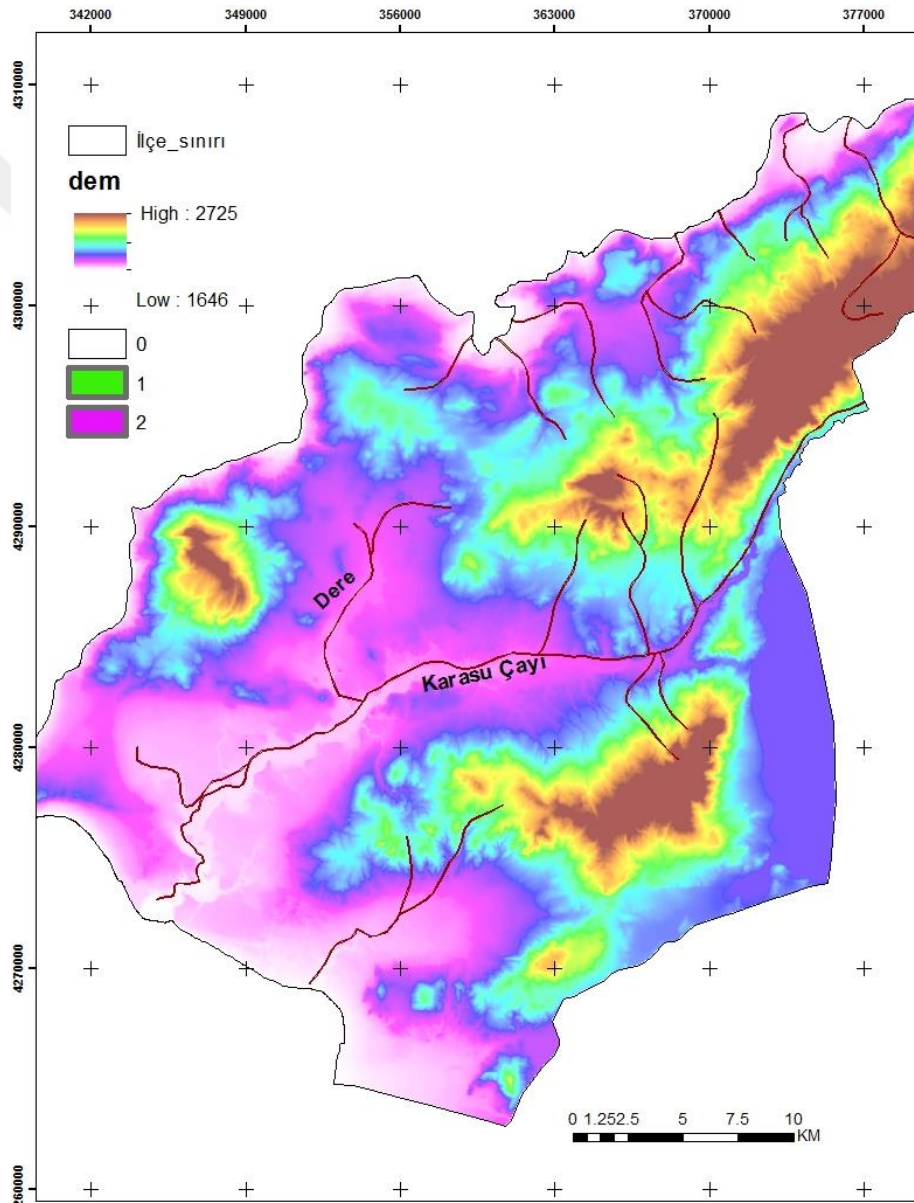 342000 349000 356000 363000 370000 377000
4310000
İlçe_sınırı
dem
High : 2725
Low : 1646
4300000
0
1
2
4290000
Dere
Karasu Çayı
4280000
4270000
0 1.252.5 5 7.5 10
KM
4260000